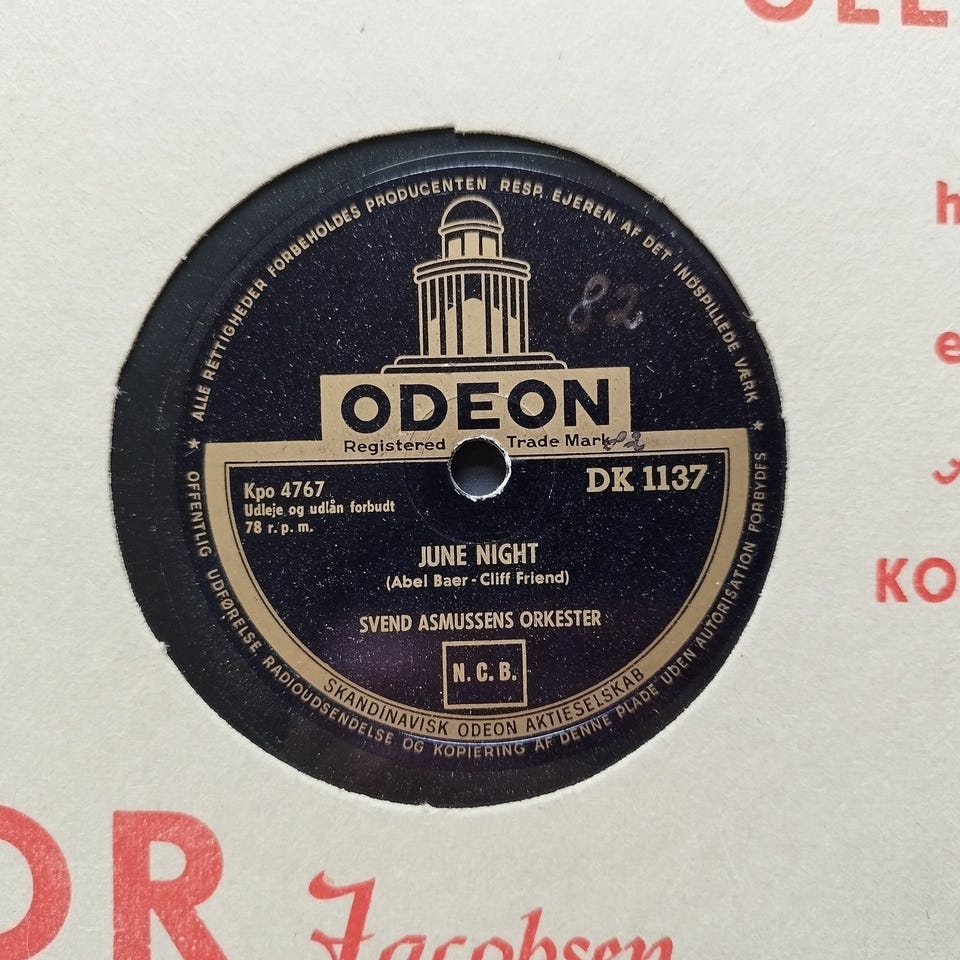 ALLE RETTIGHEDER FORBEHOLDES PRODUCENTEN RESP. EJEREN AF DET INDSPILLEDE VÆRK
82
ODEON
Registered Trade Mark
82
Kpo 4767
DK 1137
Udleje og udlån forbudt
78 r.p.m.
JUNE NIGHT
(Abel Baer - Cliff Friend)
SVEND ASMUSSENS ORKESTER
N.C.B.
SKANDINAVISK ODEON AKTIESELSKAB
OFFENTLIG UDFØRELSE, RADIOUDSENDELSE OG KOPIERING AF DENNE PLADE UDEN AUTORISATION FORBYDES
h
e
KO
OR
Jacobsen